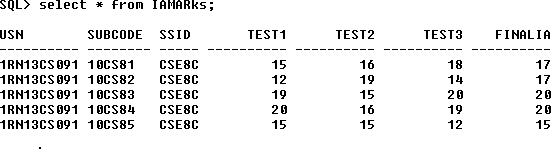 SQL> select * from IAMARks;
USN SUBCODE SSID TEST1 TEST2 TEST3 FINALIA
---------- -------- ----- ---------- ---------- ---------- ----------
1RN13CS091 10CS81 CSE8C 15 16 18 17
1RN13CS091 10CS82 CSE8C 12 19 14 17
1RN13CS091 10CS83 CSE8C 19 15 20 20
1RN13CS091 10CS84 CSE8C 20 16 19 20
1RN13CS091 10CS85 CSE8C 15 15 12 15